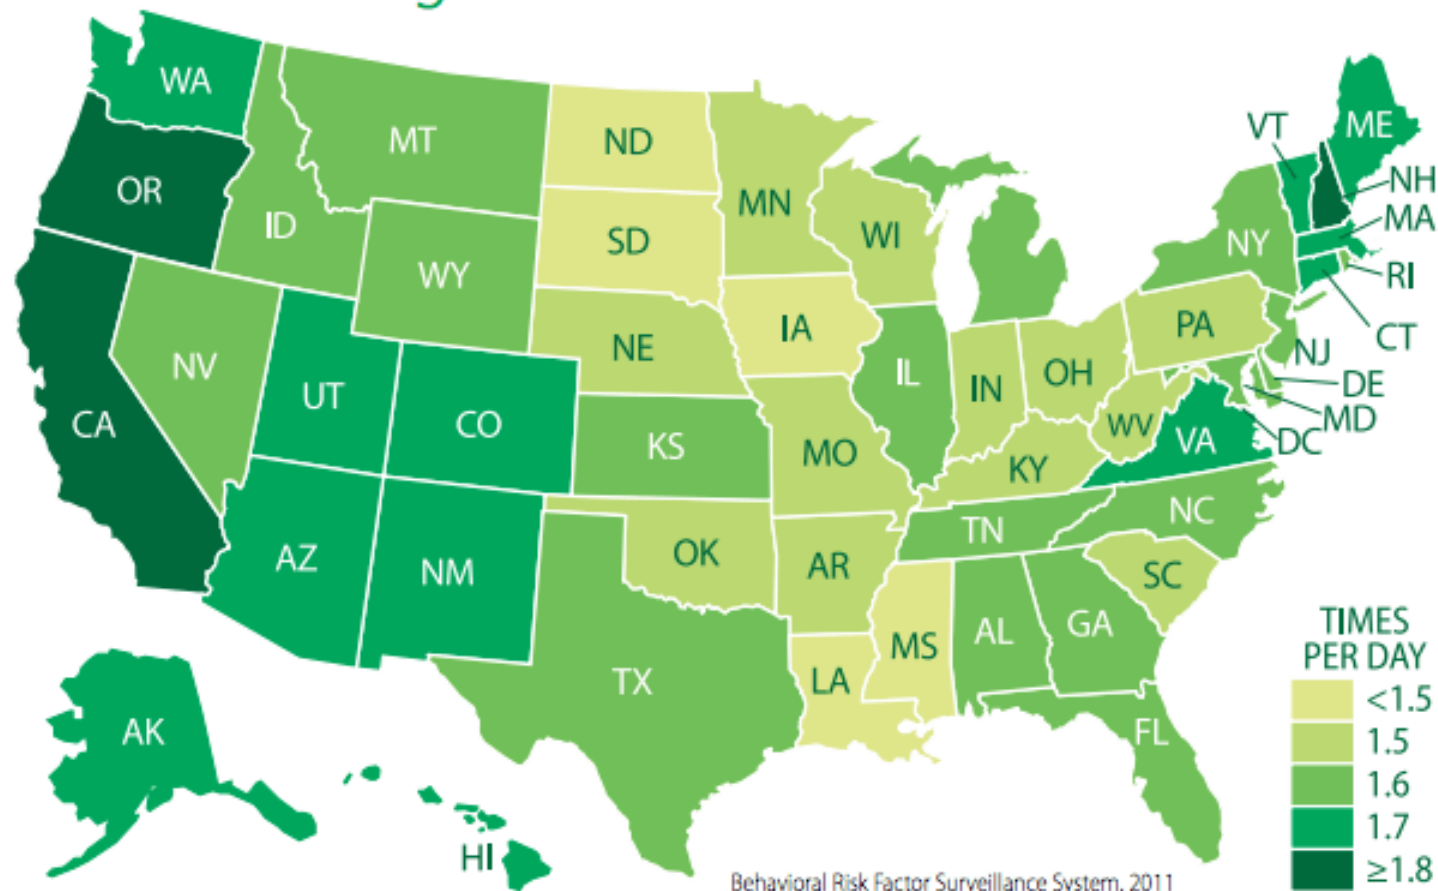 WA
MT
ND
MN
VT
ME
OR
ID
SD
WI
NY
NH
MA
WY
RI
NE
IA
PA
CT
NV
UT
CO
IL
IN
OH
NJ
DE
MD
CA
KS
MO
WV
VA
DC
KY
AZ
NM
OK
AR
TN
NC
SC
MS
AL
GA
TX
LA
FL
AK
HI
TIMES
PER DAY
<1.5
1.5
1.6
1.7
≥1.8
Behavioral Risk Factor Surveillance System, 2011